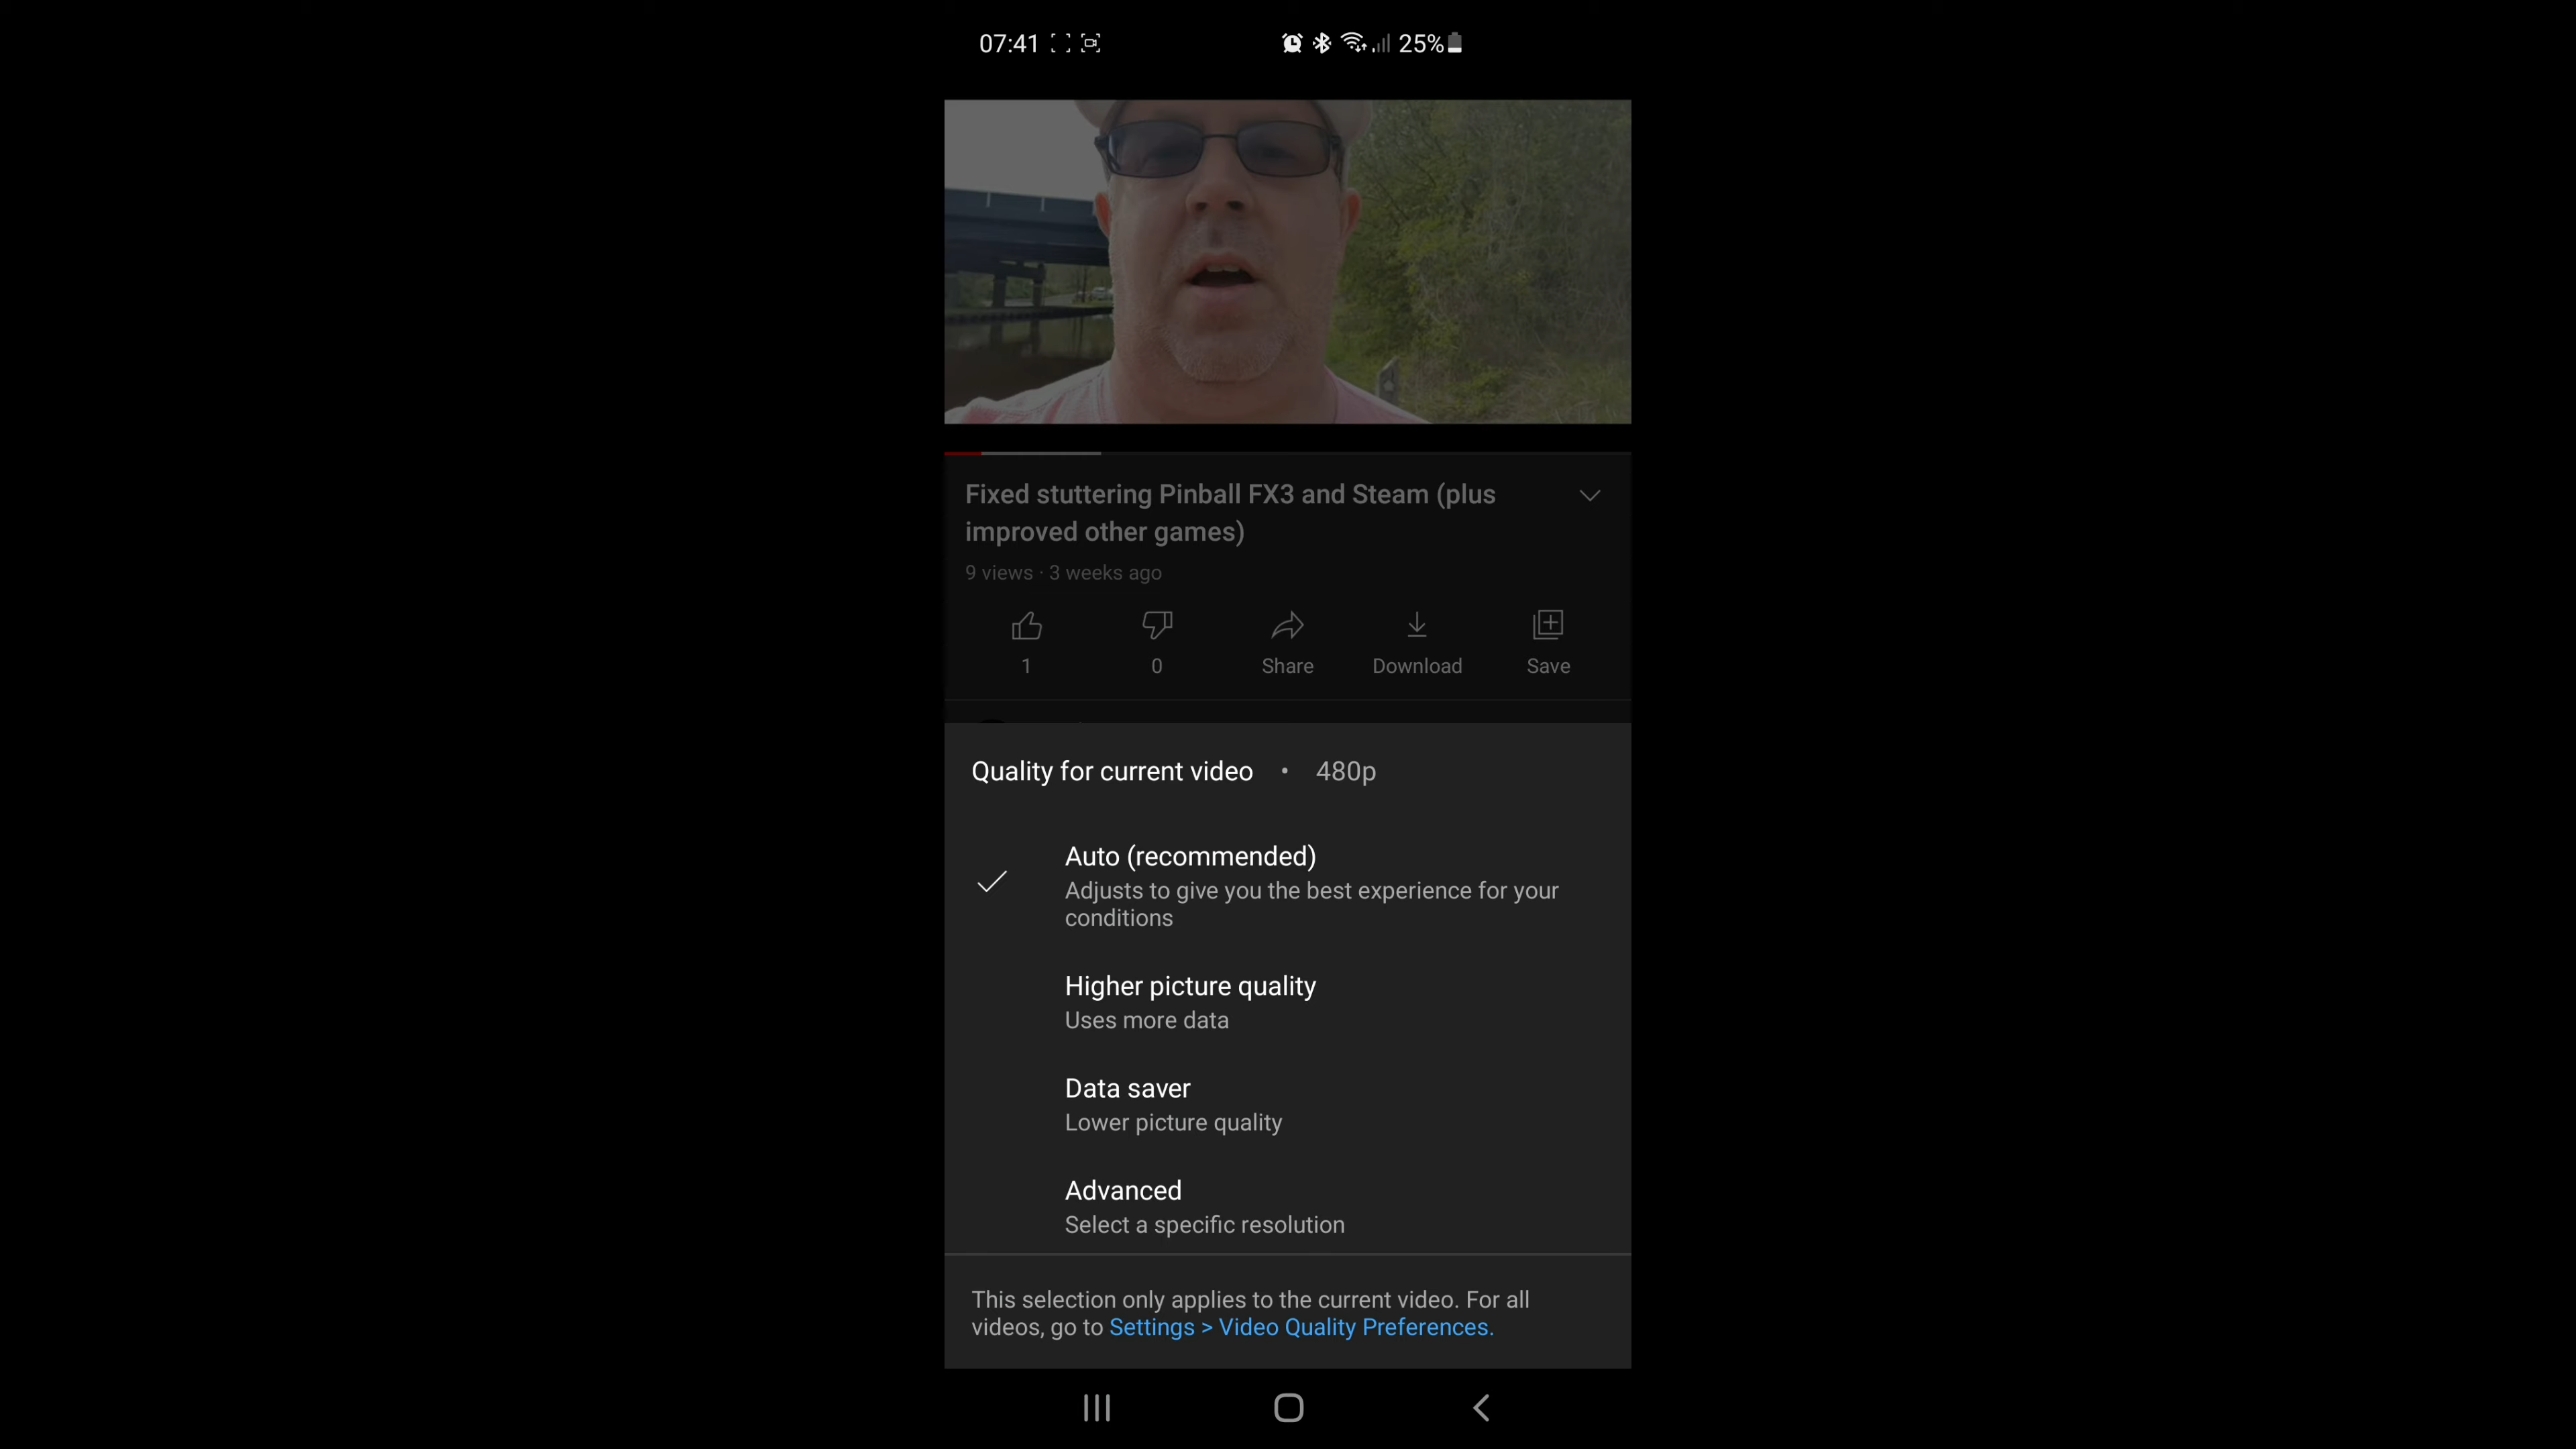 07:41
25%
Fixed stuttering Pinball FX3 and Steam (plus
improved other games)
9 views · 3 weeks ago
1
0
Share
Download
Save
Quality for current video • 480p
Auto (recommended)
Adjusts to give you the best experience for your
conditions
Higher picture quality
Uses more data
Data saver
Lower picture quality
Advanced
Select a specific resolution
This selection only applies to the current video. For all
videos, go to Settings > Video Quality Preferences.